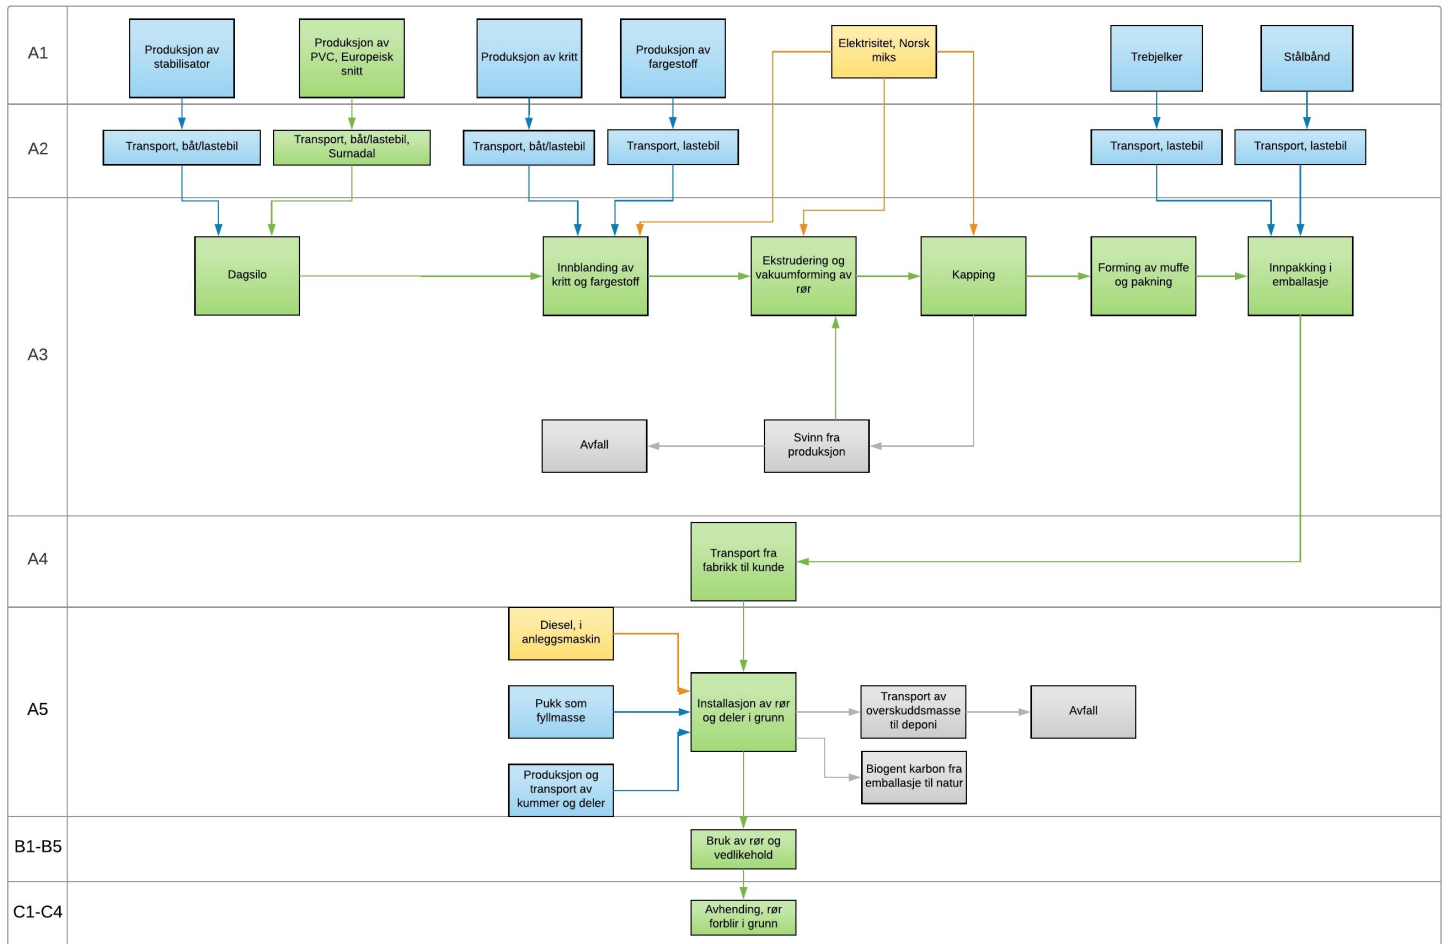 A1
Produksjon av
stabilisator
Produksjon av
PVC, Europeisk
snitt
Produksjon av kritt
Produksjon av
fargestoff
Elektrisitet, Norsk
miks
Trebjelker
Stålbånd
A2
Transport, båt/lastebil
Transport, båt/lastebil,
Surnadal
Transport, båt/lastebil
Transport, lastebil
Transport, lastebil
Transport, lastebil
A3
Dagsilo
Innblanding av
kritt og fargestoff
Ekstrudering og
vakuumforming av
rør
Kapping
Forming av muffe
og pakning
Innpakking i
emballasje
Avfall
Svinn fra
produksjon
A4
Transport fra
fabrikk til kunde
A5
Diesel, i
anleggsmaskin
Pukk som
fyllmasse
Produksjon og
transport av
kummer og deler
Installasjon av rør
og deler i grunn
Transport av
overskuddsmasse
til deponi
Avfall
Biogent karbon fra
emballasje til natur
B1-B5
Bruk av rør og
vedlikehold
C1-C4
Avhending, rør
forblir i grunn